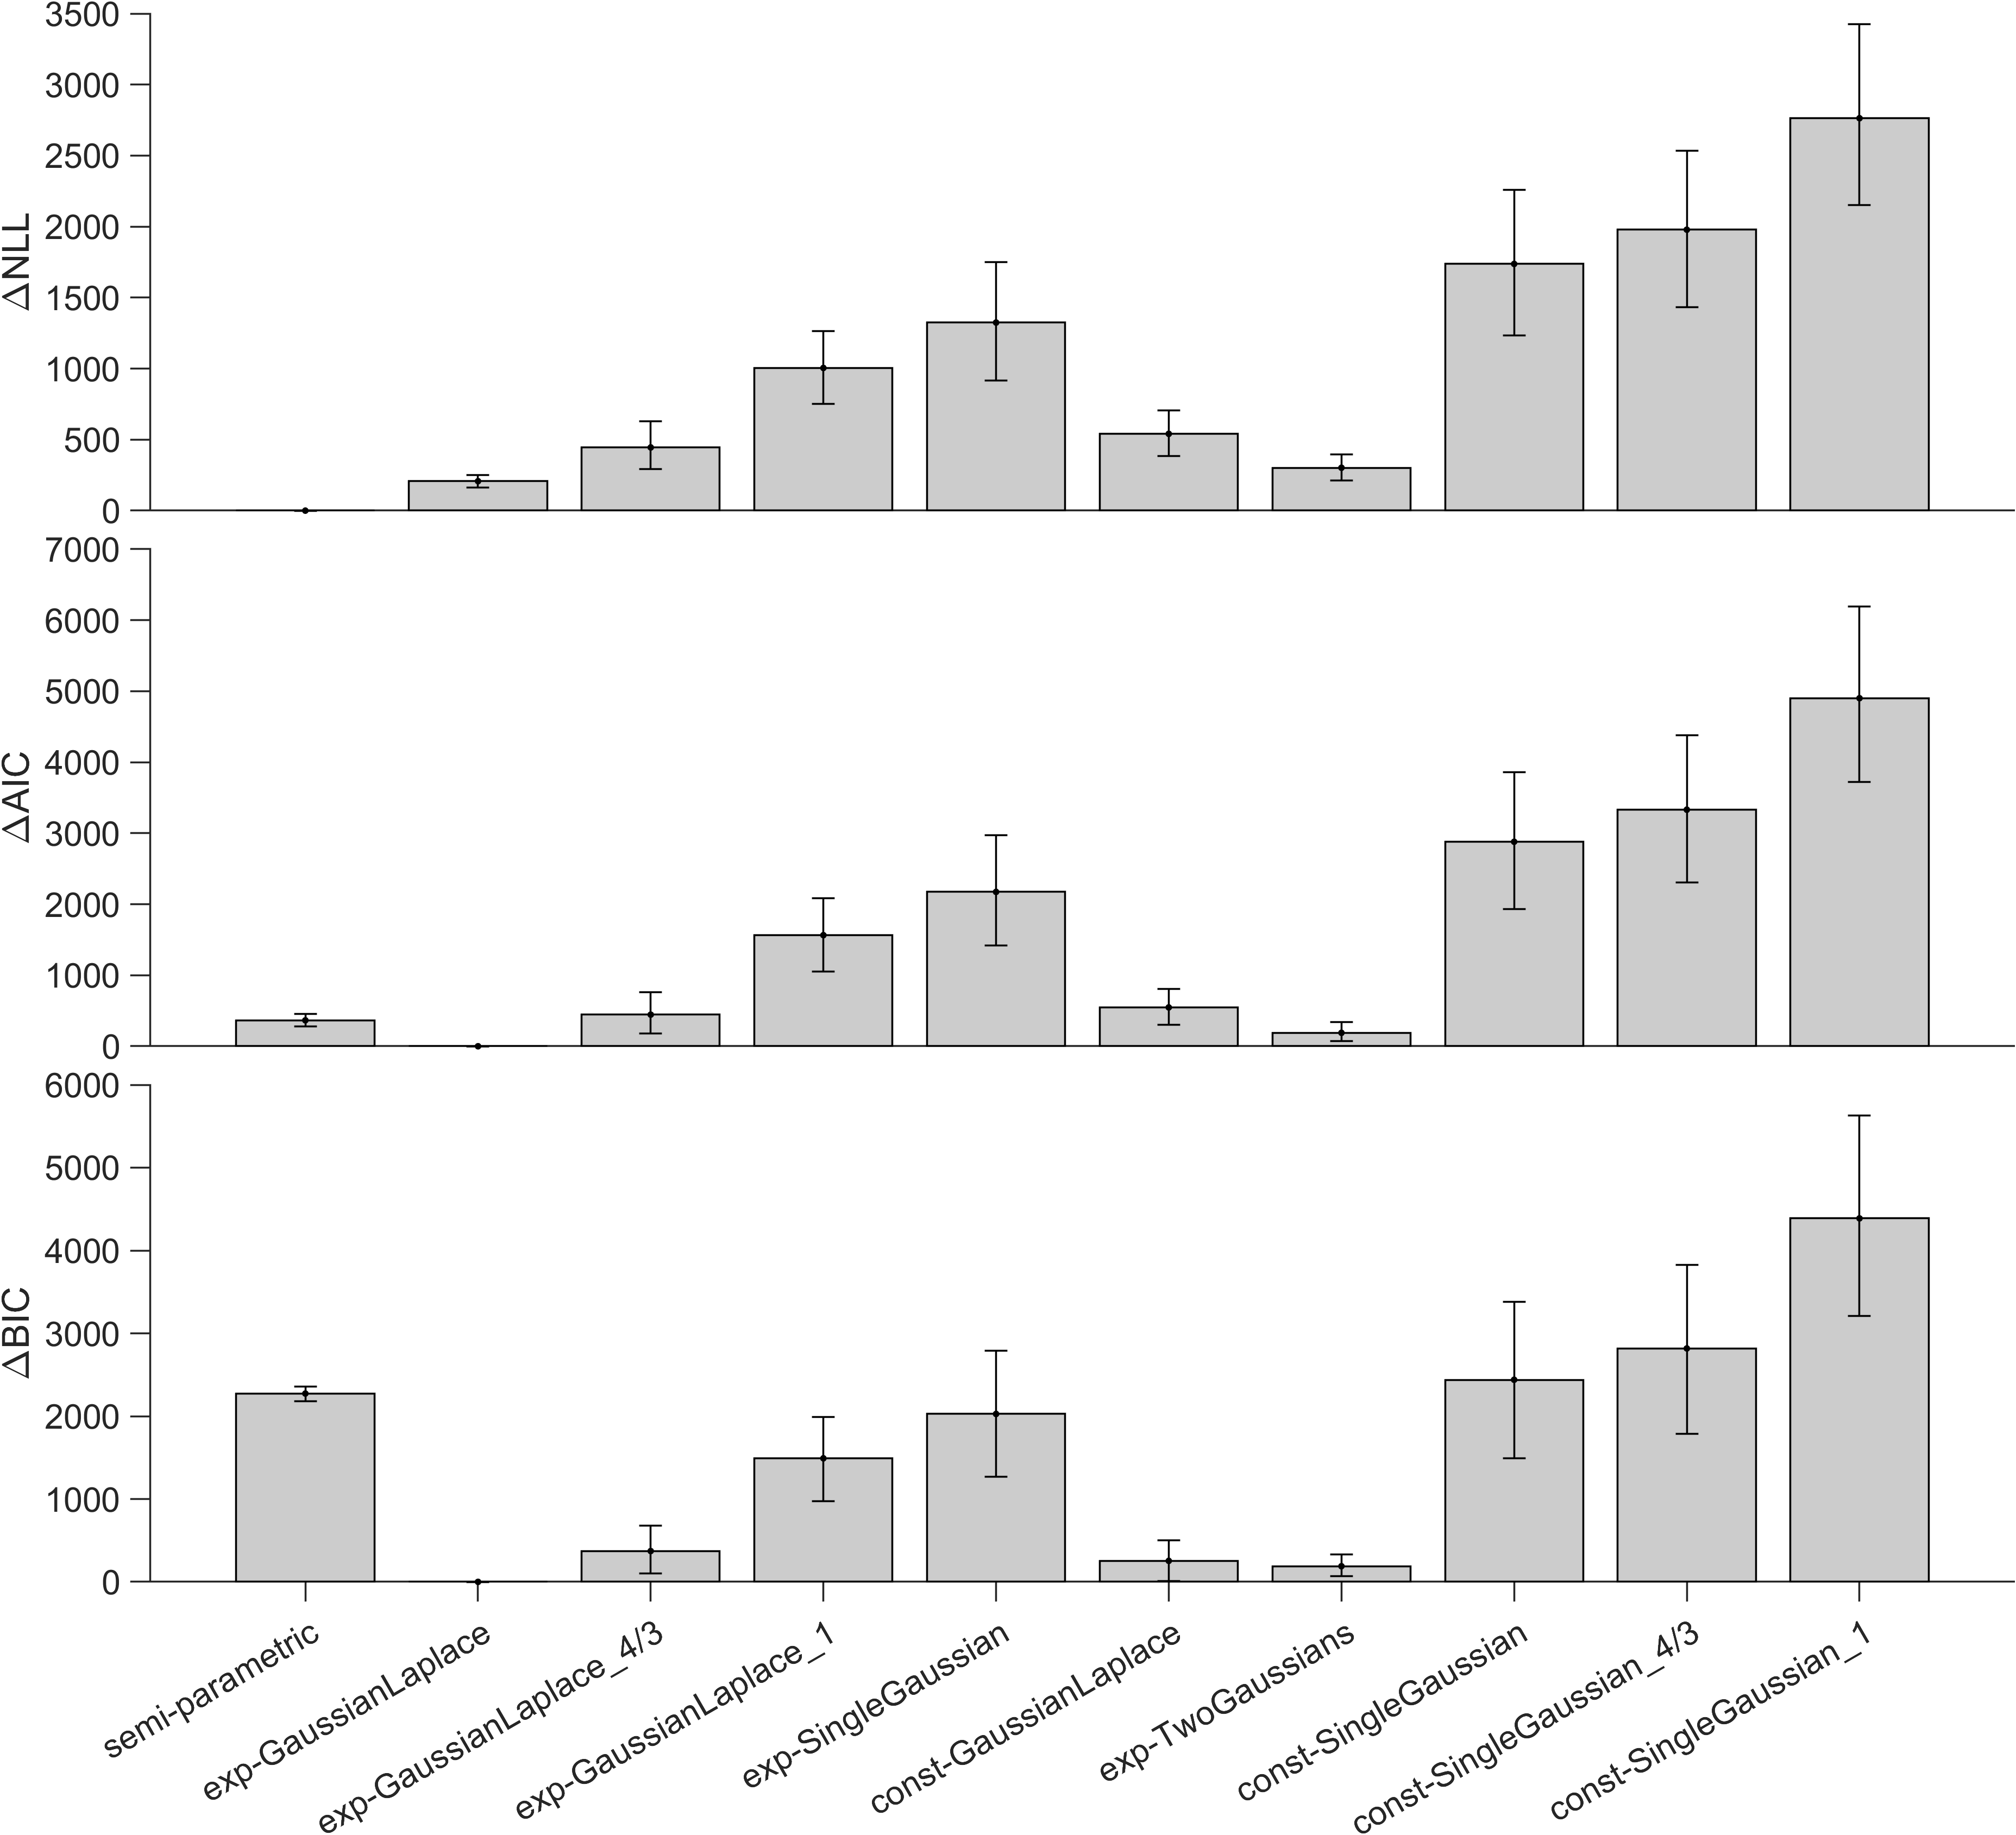 ΔNLL
3500
3000
2500
2000
1500
1000
500
0
ΔAIC
7000
6000
5000
4000
3000
2000
1000
0
ΔBIC
6000
5000
4000
3000
2000
1000
0
semi-parametric
exp-GaussianLaplace
exp-GaussianLaplace_4/3
exp-GaussianLaplace_1
exp-SingleGaussian
const-GaussianLaplace
exp-TwoGaussians
const-SingleGaussian
const-SingleGaussian_4/3
const-SingleGaussian_1